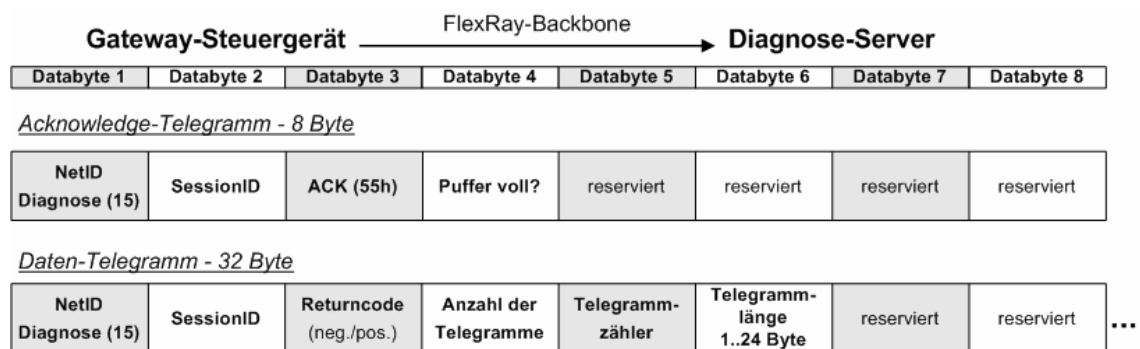 FlexRay-Backbone
Gateway-Steuergerät Diagnose-Server
Databyte 1 Databyte 2 Databyte 3 Databyte 4 Databyte 5 Databyte 6 Databyte 7 Databyte 8
Acknowledge-Telegramm - 8 Byte
NetID
Diagnose (15) SessionID ACK (55h) Puffer voll? reserviert reserviert reserviert reserviert
Daten-Telegramm - 32 Byte
NetID
Diagnose (15) SessionID Returncode
(neg./pos.) Anzahl der
Telegramme Telegramm-
zähler Telegramm-
länge
1..24 Byte reserviert reserviert ...